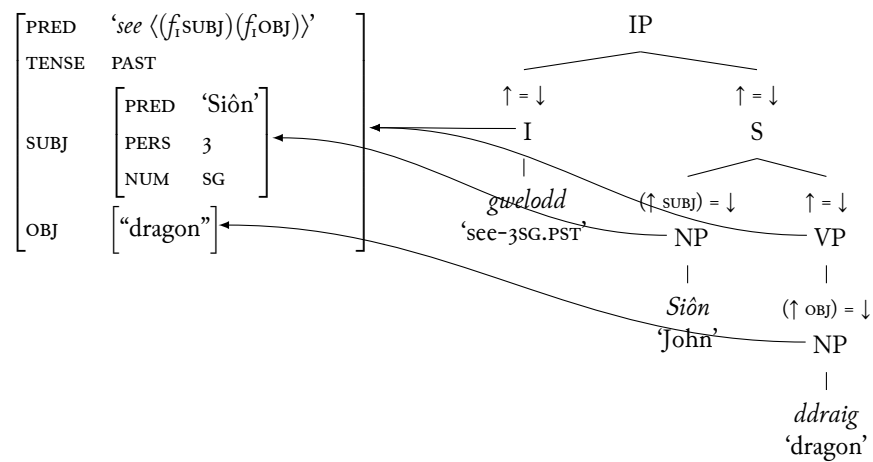 PRED ‘see ⟨(f₁SUBJ)(f₁OBJ)⟩’
TENSE PAST
SUBJ
PRED ‘Siôn’
PERS 3
NUM SG
OBJ “dragon”
IP
↑ = ↓ ↑ = ↓
I S
gwelodd
‘see-3SG.PST’
(↑ SUBJ) = ↓ ↑ = ↓
NP VP
Siôn
‘John’
(↑ OBJ) = ↓
NP
ddraig
‘dragon’